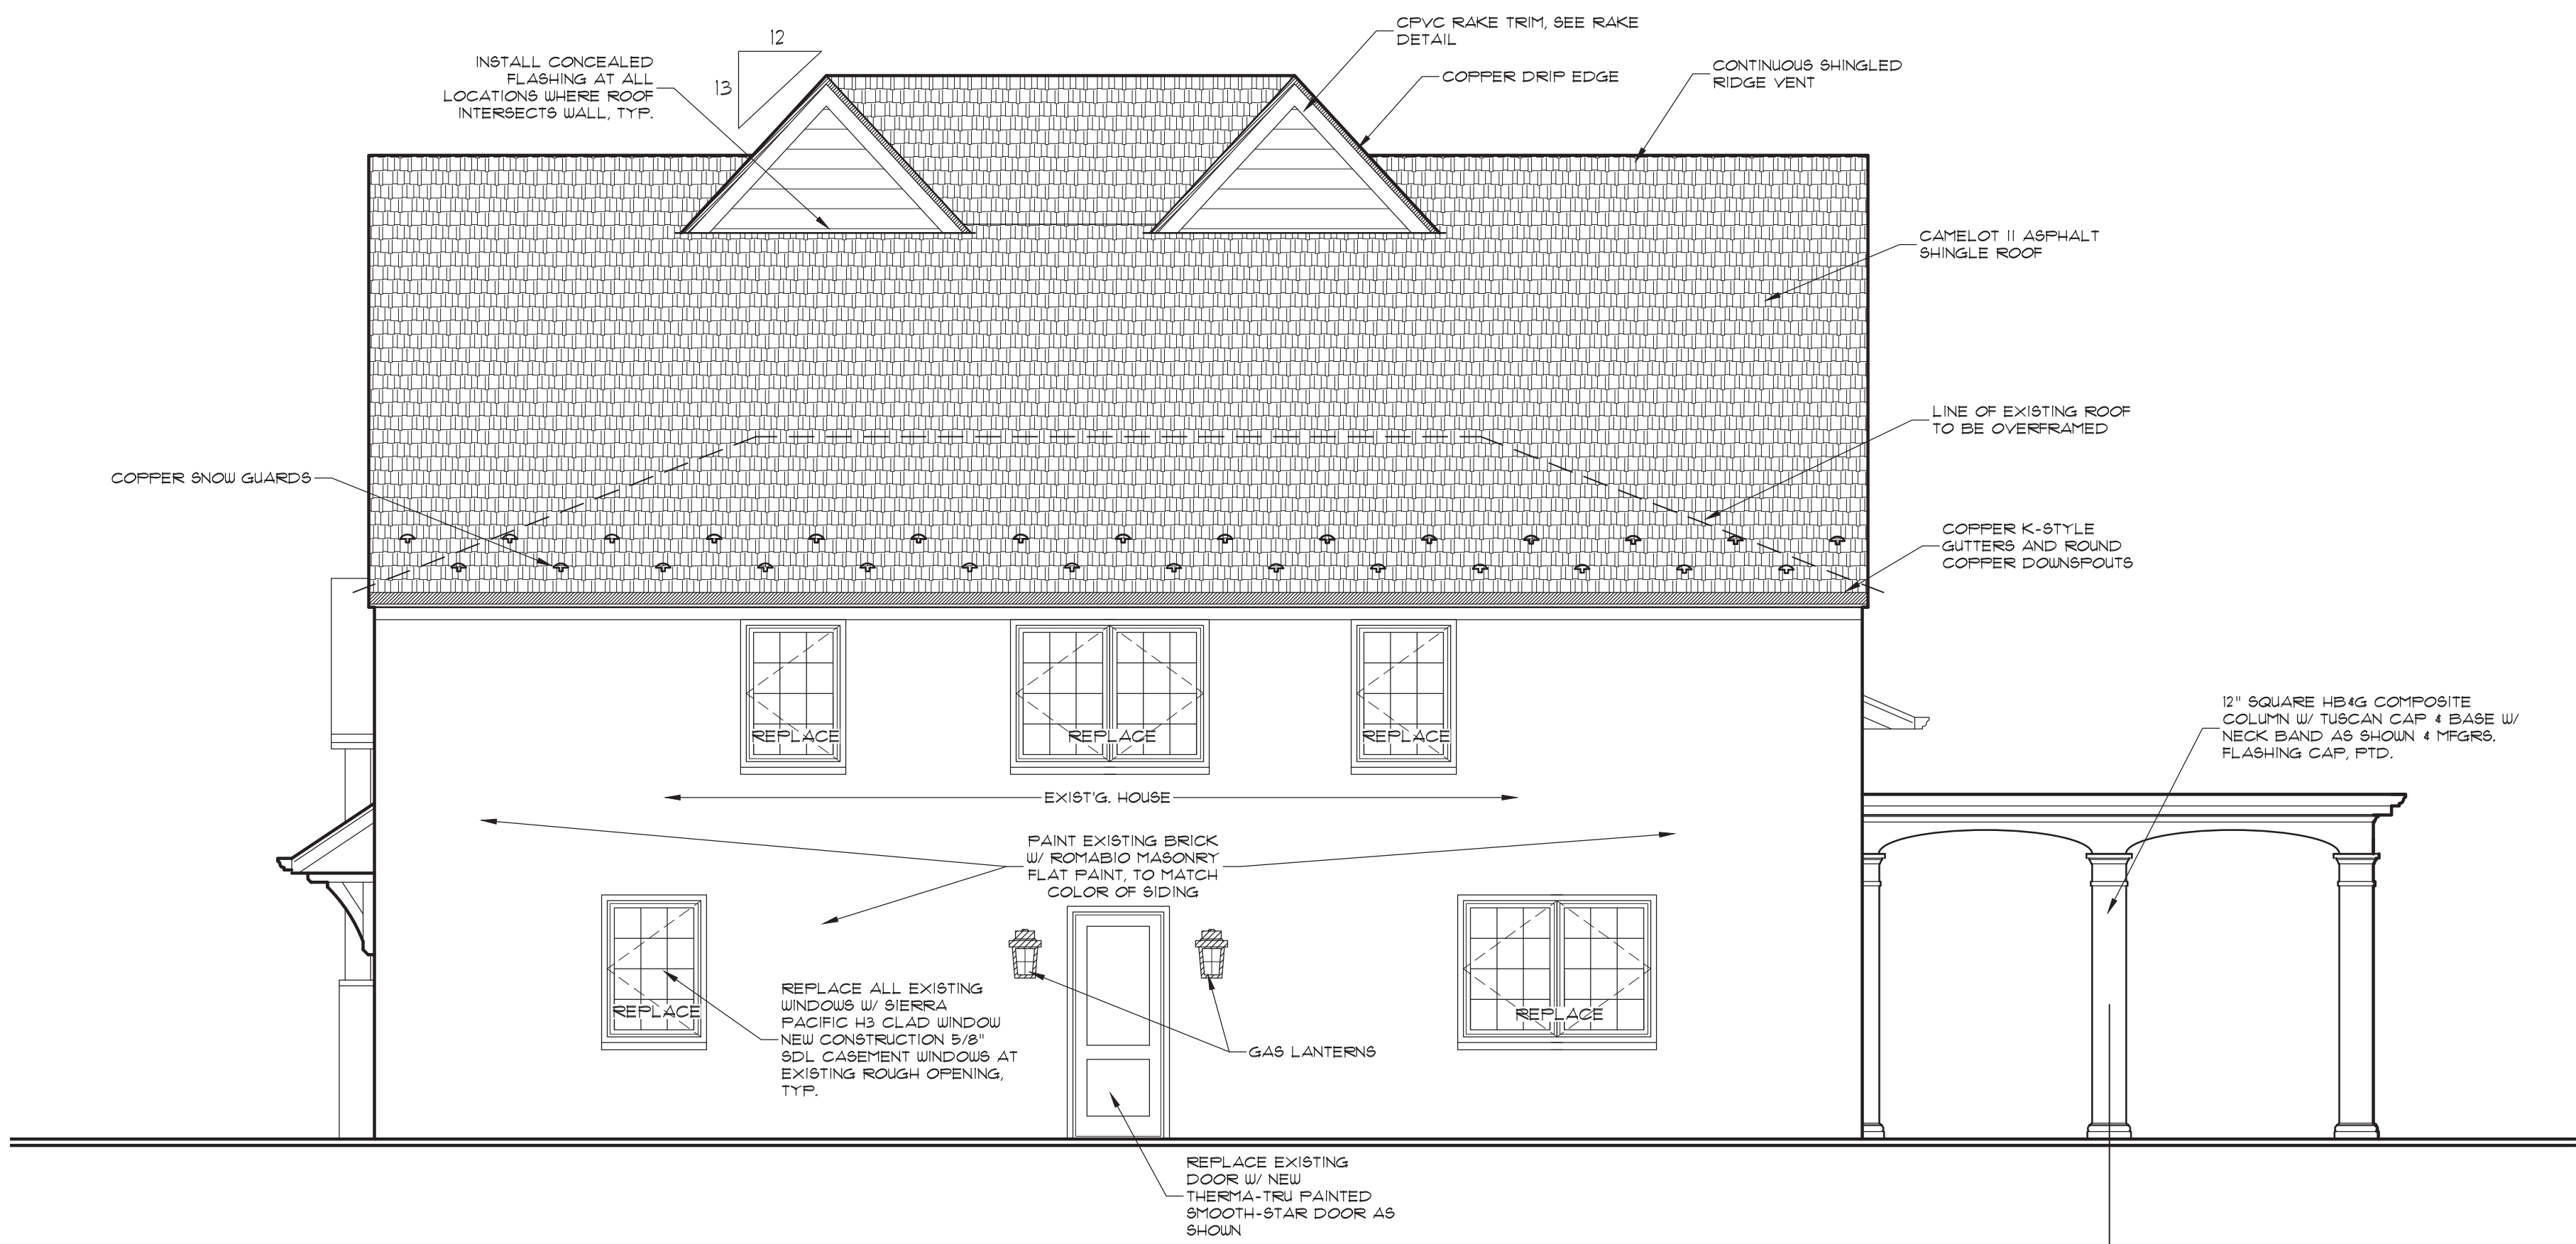 12
13
INSTALL CONCEALED
FLASHING AT ALL
LOCATIONS WHERE ROOF
INTERSECTS WALL, TYP.
CPVC RAKE TRIM, SEE RAKE
DETAIL
COPPER DRIP EDGE
CONTINUOUS SHINGLED
RIDGE VENT
CAMELOT II ASPHALT
SHINGLE ROOF
LINE OF EXISTING ROOF
TO BE OVERFRAMED
COPPER SNOW GUARDS
COPPER K-STYLE
GUTTERS AND ROUND
COPPER DOWNSPOUTS
REPLACE
REPLACE
REPLACE
12" SQUARE HB&G COMPOSITE
COLUMN W/ TUSCAN CAP & BASE W/
NECK BAND AS SHOWN & MFGRS.
FLASHING CAP, PTD.
EXIST'G. HOUSE
PAINT EXISTING BRICK
W/ ROMABIO MASONRY
FLAT PAINT, TO MATCH
COLOR OF SIDING
REPLACE
REPLACE ALL EXISTING
WINDOWS W/ SIERRA
PACIFIC H3 CLAD WINDOW
NEW CONSTRUCTION 5/8"
SDL CASEMENT WINDOWS AT
EXISTING ROUGH OPENING,
TYP.
GAS LANTERNS
REPLACE
REPLACE EXISTING
DOOR W/ NEW
THERMA-TRU PAINTED
SMOOTH-STAR DOOR AS
SHOWN